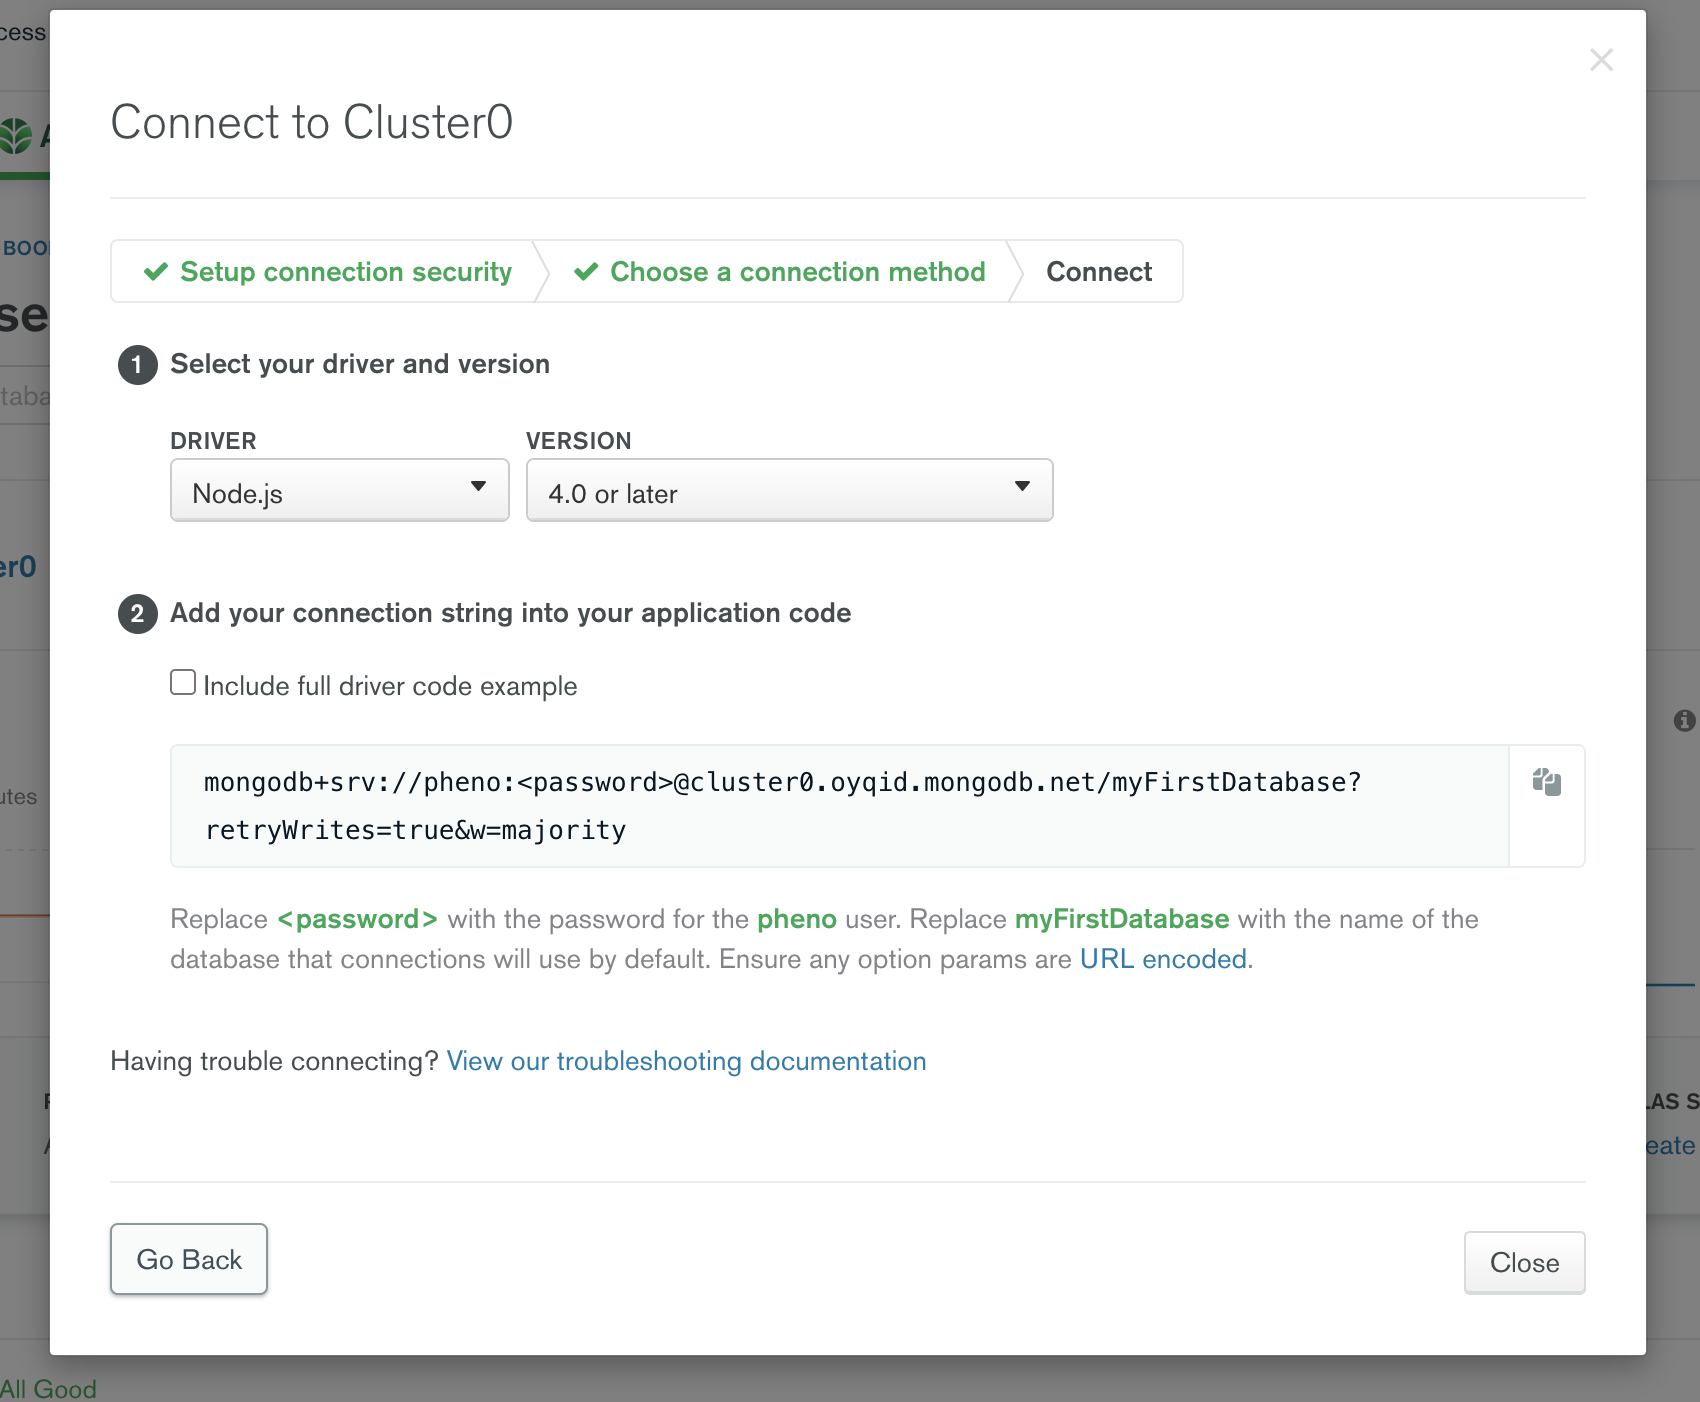 cess
Connect to Cluster0
BOO
Setup connection security
Choose a connection method
Connect
se
1 Select your driver and version
taba
DRIVER
VERSION
Node.js
4.0 or later
er0
2 Add your connection string into your application code
Include full driver code example
utes
mongodb+srv://pheno:<password>@cluster0.oyqid.mongodb.net/myFirstDatabase?
retryWrites=true&w=majority
Replace <password> with the password for the pheno user. Replace myFirstDatabase with the name of the
database that connections will use by default. Ensure any option params are URL encoded.
Having trouble connecting? View our troubleshooting documentation
LAS S
eate
Go Back
Close
All Good